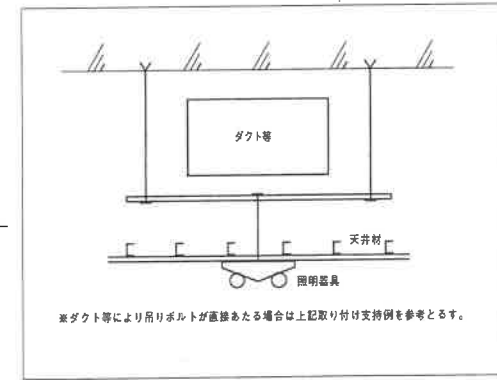 ダクト等
天井材
照明器具
※ダクト等により吊りボルトが直接あたる場合は上記取り付け支持例を参考とるす。